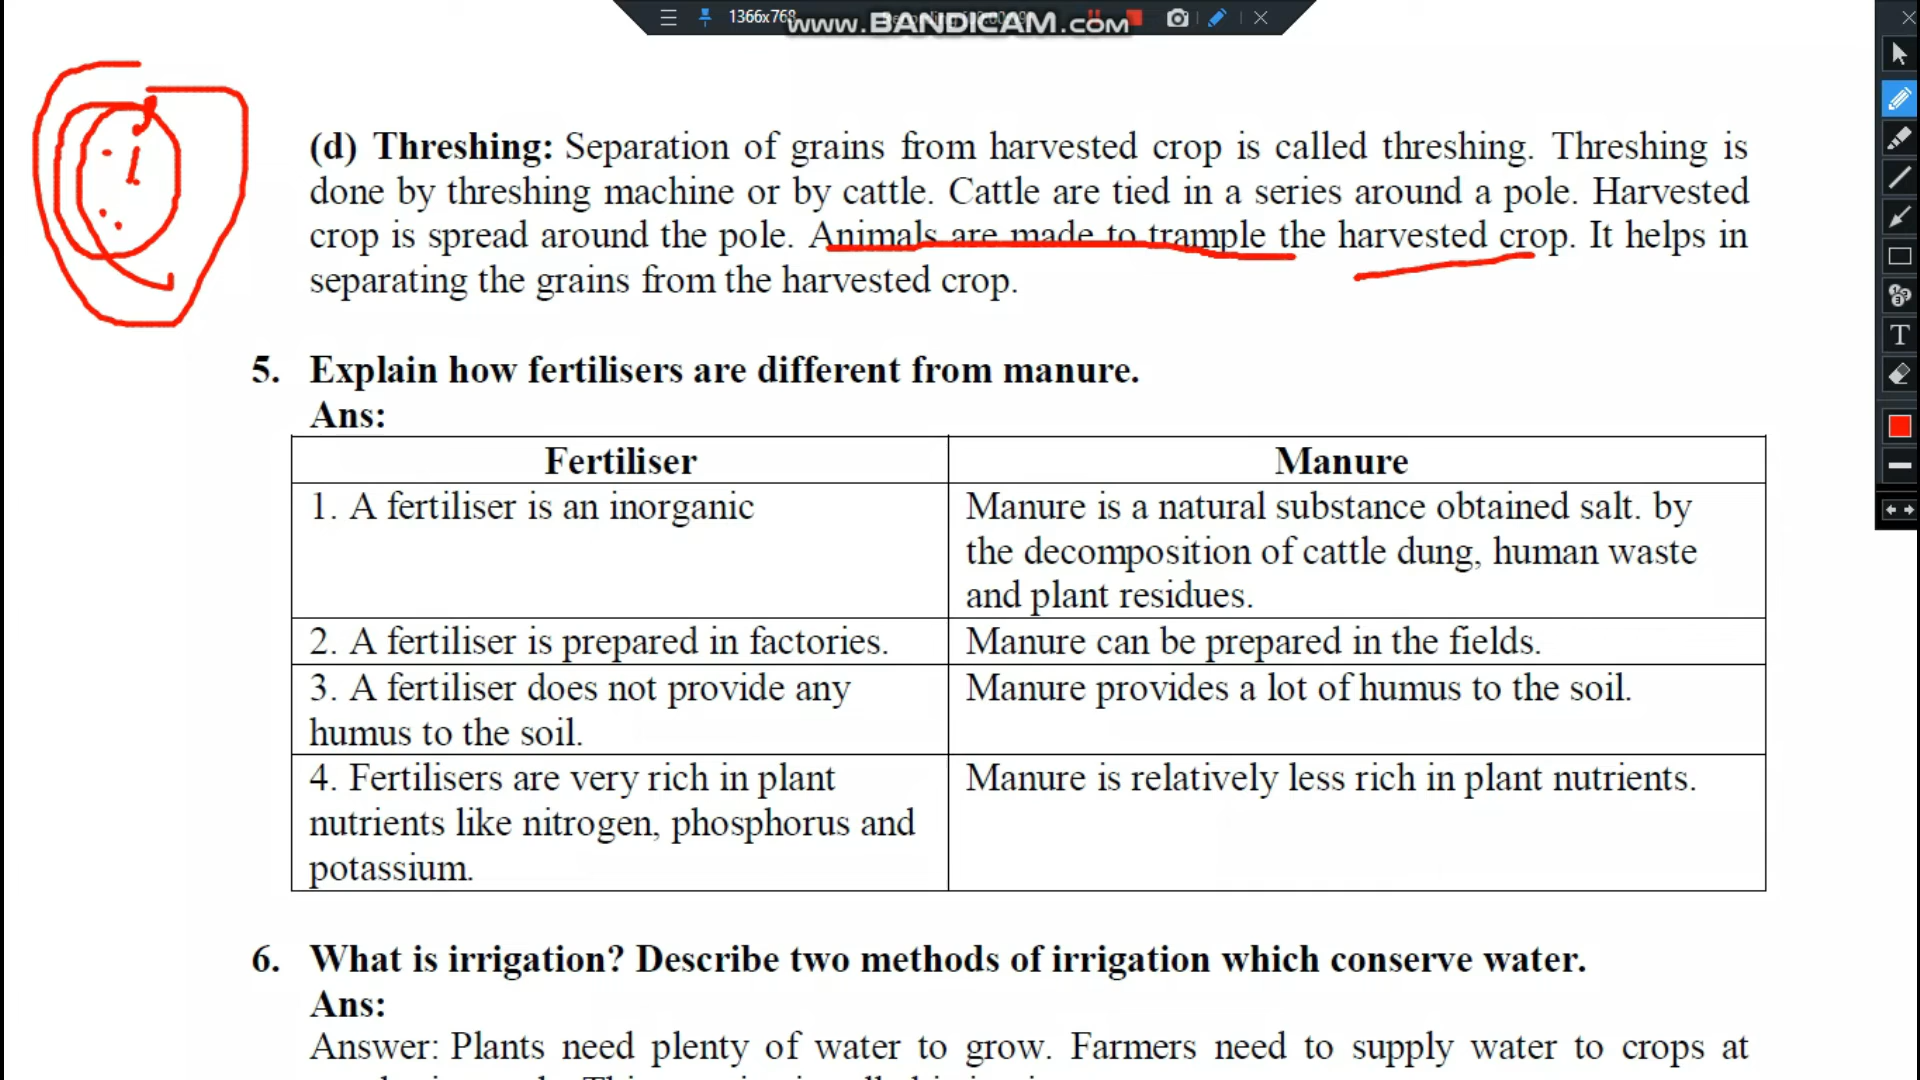 1366x768
www.BANDICAM.com
(d) Threshing: Separation of grains from harvested crop is called threshing. Threshing is
done by threshing machine or by cattle. Cattle are tied in a series around a pole. Harvested
crop is spread around the pole. Animals are made to trample the harvested crop. It helps in
separating the grains from the harvested crop.
5. Explain how fertilisers are different from manure.
Ans:
Fertiliser Manure
1. A fertiliser is an inorganic
Manure is a natural substance obtained salt. by
the decomposition of cattle dung, human waste
and plant residues.
2. A fertiliser is prepared in factories.
Manure can be prepared in the fields.
3. A fertiliser does not provide any
humus to the soil.
Manure provides a lot of humus to the soil.
4. Fertilisers are very rich in plant
nutrients like nitrogen, phosphorus and
potassium.
Manure is relatively less rich in plant nutrients.
6. What is irrigation? Describe two methods of irrigation which conserve water.
Ans:
Answer: Plants need plenty of water to grow. Farmers need to supply water to crops at